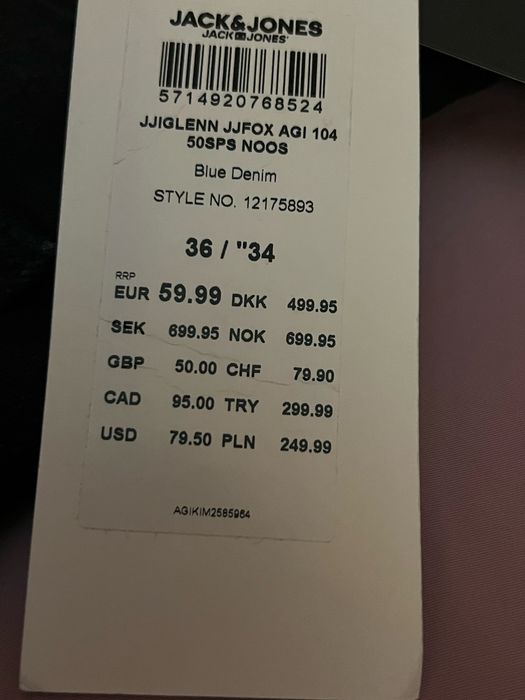 JACK&JONES
JACK&JONES
5714920768524
JJIGLENN JJFOX AGI 104
50SPS NOOS
Blue Denim
STYLE NO. 12175893
36 / "34
RRP
EUR 59.99 DKK 499.95
SEK 699.95 NOK 699.95
GBP 50.00 CHF 79.90
CAD 95.00 TRY 299.99
USD 79.50 PLN 249.99
AGIKIM2585964